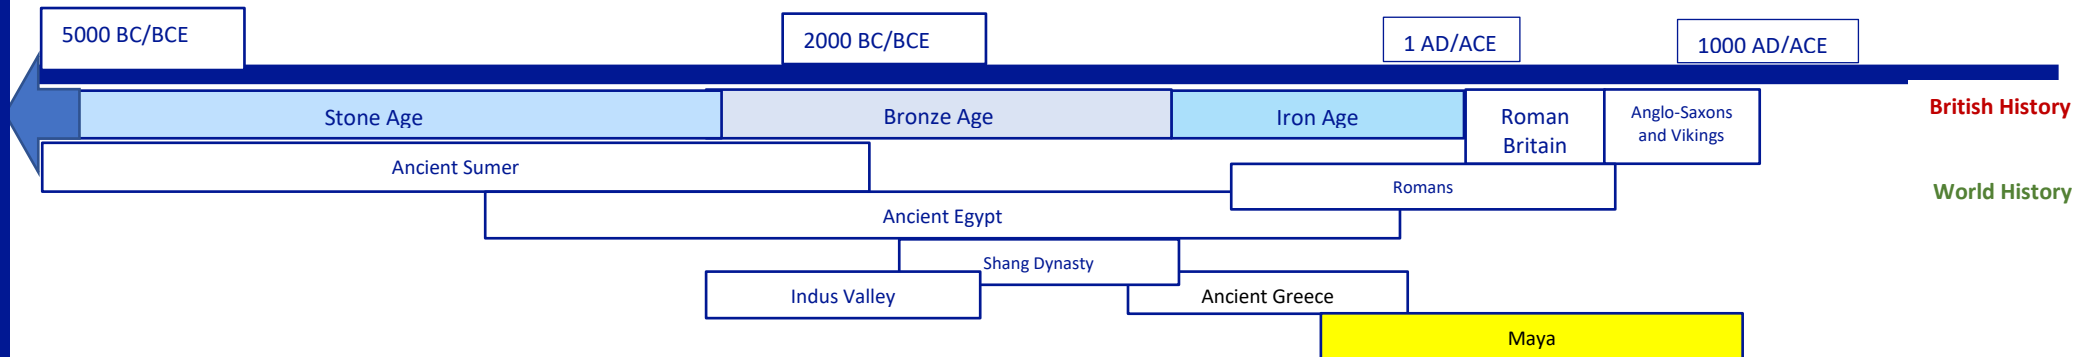 5000 BC/BCE
2000 BC/BCE
1 AD/ACE
1000 AD/ACE
Stone Age
Bronze Age
Iron Age
Roman
Britain
Anglo-Saxons
and Vikings
British History
Ancient Sumer
Romans
World History
Ancient Egypt
Shang Dynasty
Indus Valley
Ancient Greece
Maya